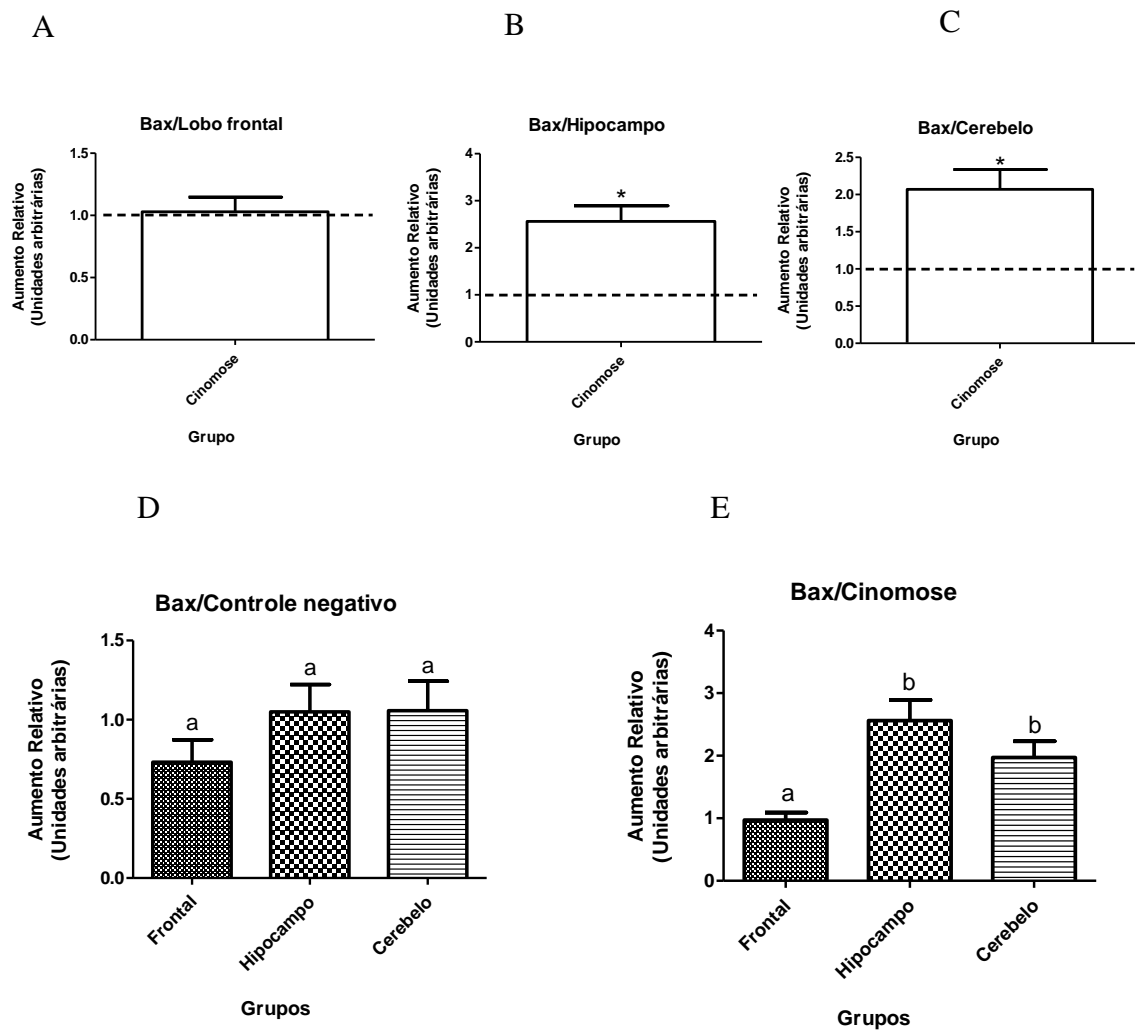 A
B
C
Bax/Lobo frontal
Aumento Relativo
(Unidades arbitrárias)
1.5
1.0
0.5
0.0
Cinomose
Grupo
Bax/Hipocampo
Aumento Relativo
(Unidades arbitrárias)
4
3
2
1
0
*
Cinomose
Grupo
Bax/Cerebelo
Aumento Relativo
(Unidades arbitrárias)
2.5
2.0
1.5
1.0
0.5
0.0
*
Cinomose
Grupo
D
E
Bax/Controle negativo
Aumento Relativo
(Unidades arbitrárias)
1.5
1.0
0.5
0.0
a
a
a
Frontal
Hipocampo
Cerebelo
Grupos
Bax/Cinomose
Aumento Relativo
(Unidades arbitrárias)
4
3
2
1
0
a
b
b
Frontal
Hipocampo
Cerebelo
Grupos